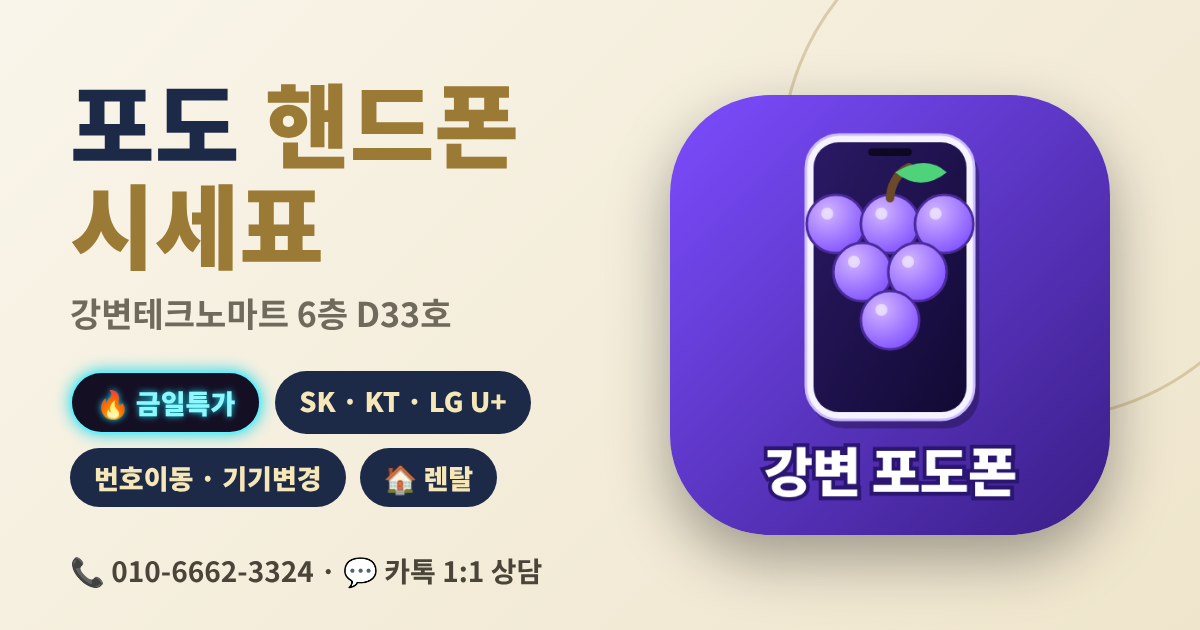 포도 핸드폰
시세표
강변테크노마트 6층 D33호
🔥 금일특가
SK · KT · LG U+
번호이동 · 기기변경
🏠 렌탈
📞 010-6662-3324 · 💬 카톡 1:1 상담
강변 포도폰